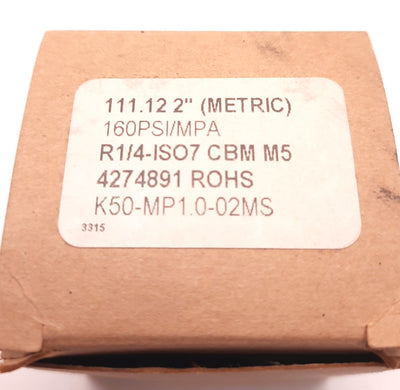 111.12 2" (METRIC)
160PSI/MPA
R1/4-ISO7 CBM M5
4274891 ROHS
K50-MP1.0-02MS
3315